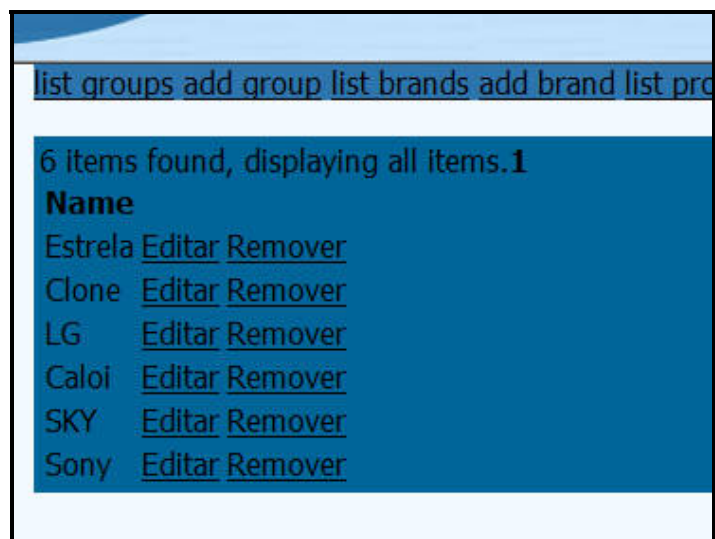 list groups add group list brands add brand list pro
6 items found, displaying all items.1
Name
Estrela Editar Remover
Clone Editar Remover
LG Editar Remover
Caloi Editar Remover
SKY Editar Remover
Sony Editar Remover